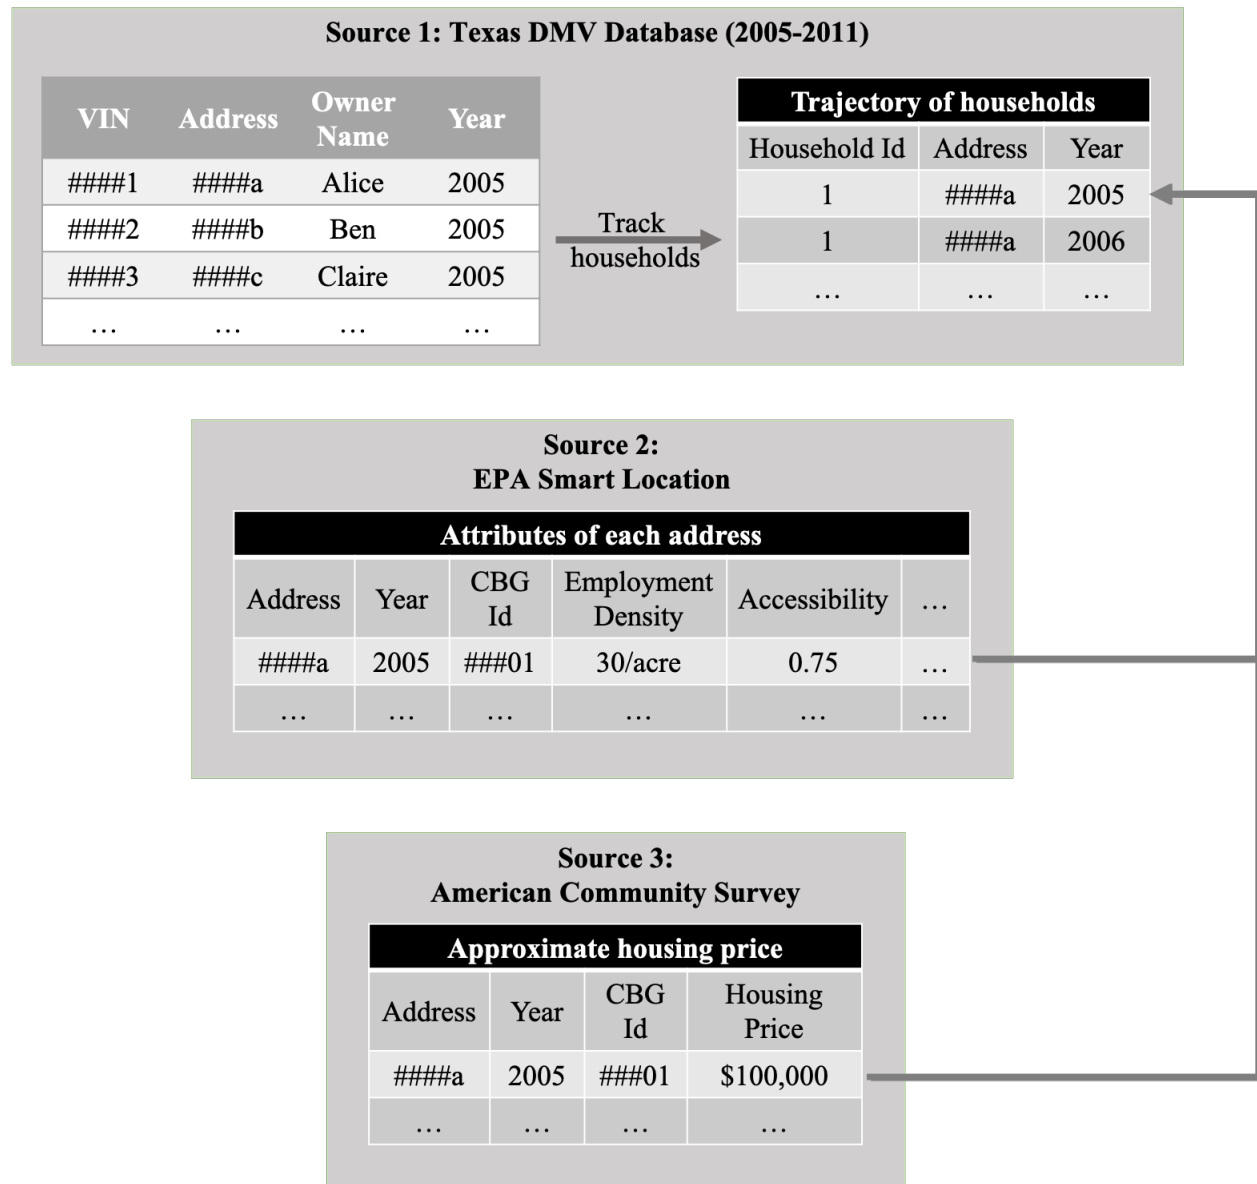 Source 1: Texas DMV Database (2005-2011)
VIN Address Owner Name Year
####1 ####a Alice 2005
####2 ####b Ben 2005
####3 ####c Claire 2005
… … … …
Track
households
Trajectory of households
Household Id Address Year
1 ####a 2005
1 ####a 2006
… … …
Source 2:
EPA Smart Location
Attributes of each address
Address Year CBG Id Employment Density Accessibility …
####a 2005 ###01 30/acre 0.75 …
… … … … … …
Source 3:
American Community Survey
Approximate housing price
Address Year CBG Id Housing Price
####a 2005 ###01 $100,000
… … … …